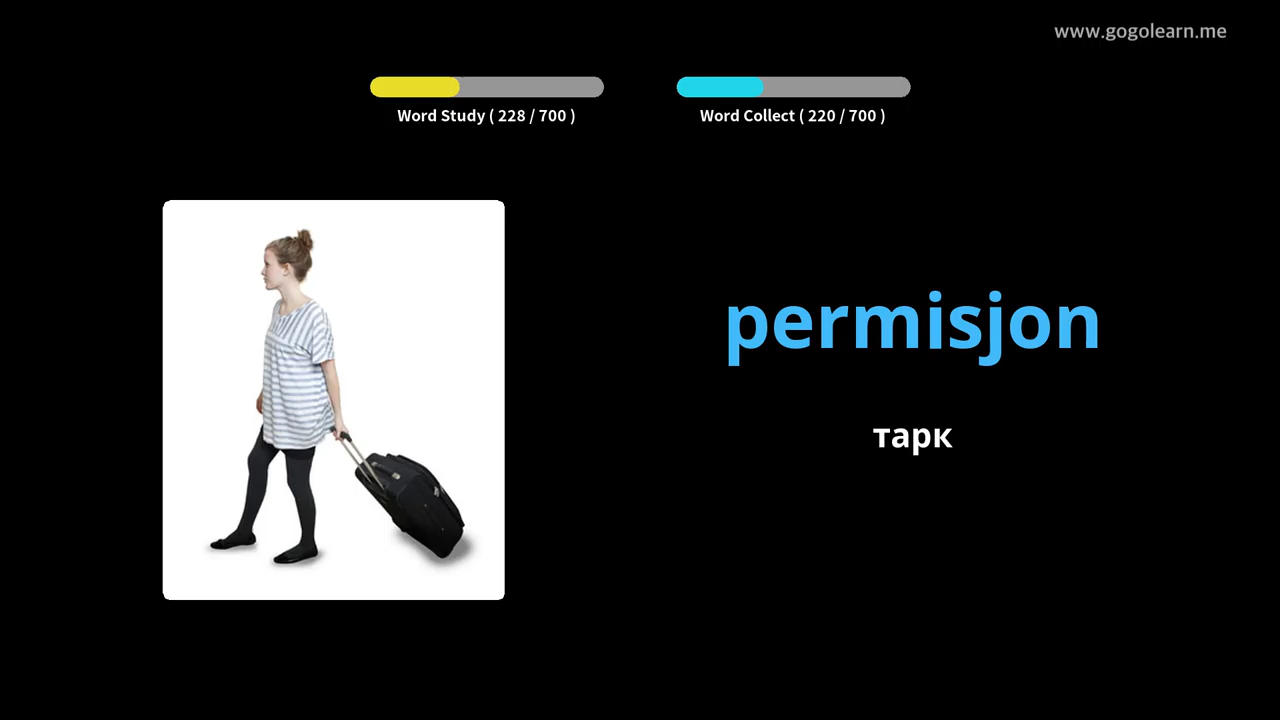 www.gogolearn.me
Word Study ( 228 / 700 )
Word Collect ( 220 / 700 )
permisjon
тарк